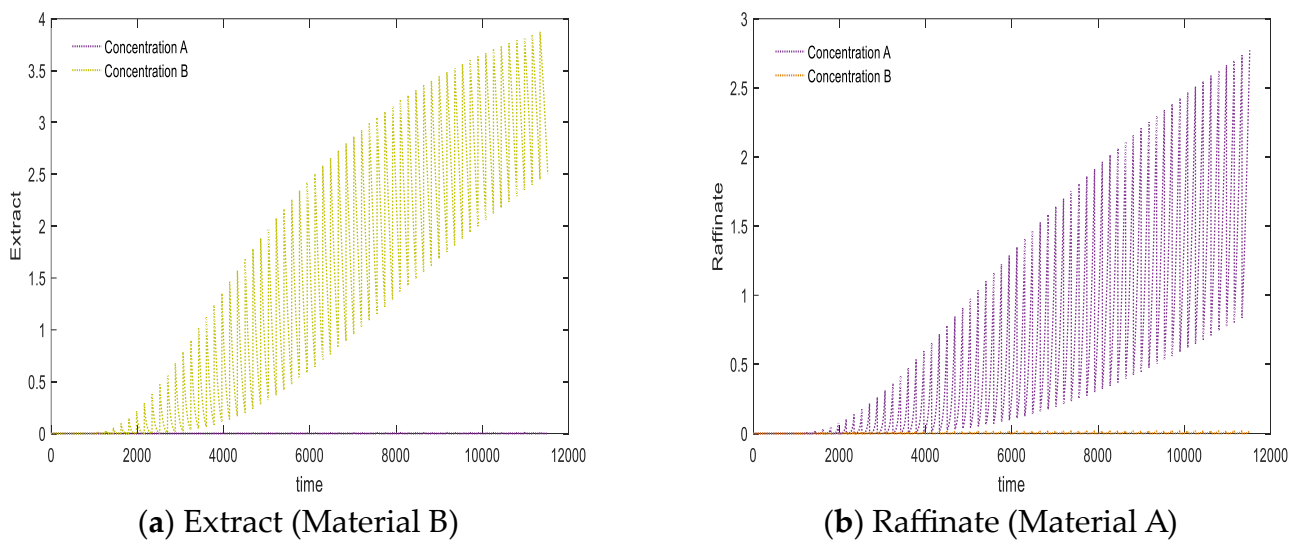 4
3.5
3
2.5
2
1.5
1
0.5
0
Extract
Concentration A
Concentration B
0 2000 4000 6000 8000 10000 12000
time
(a) Extract (Material B)
3
2.5
2
1.5
1
0.5
0
Raffinate
Concentration A
Concentration B
0 2000 4000 6000 8000 10000 12000
time
(b) Raffinate (Material A)